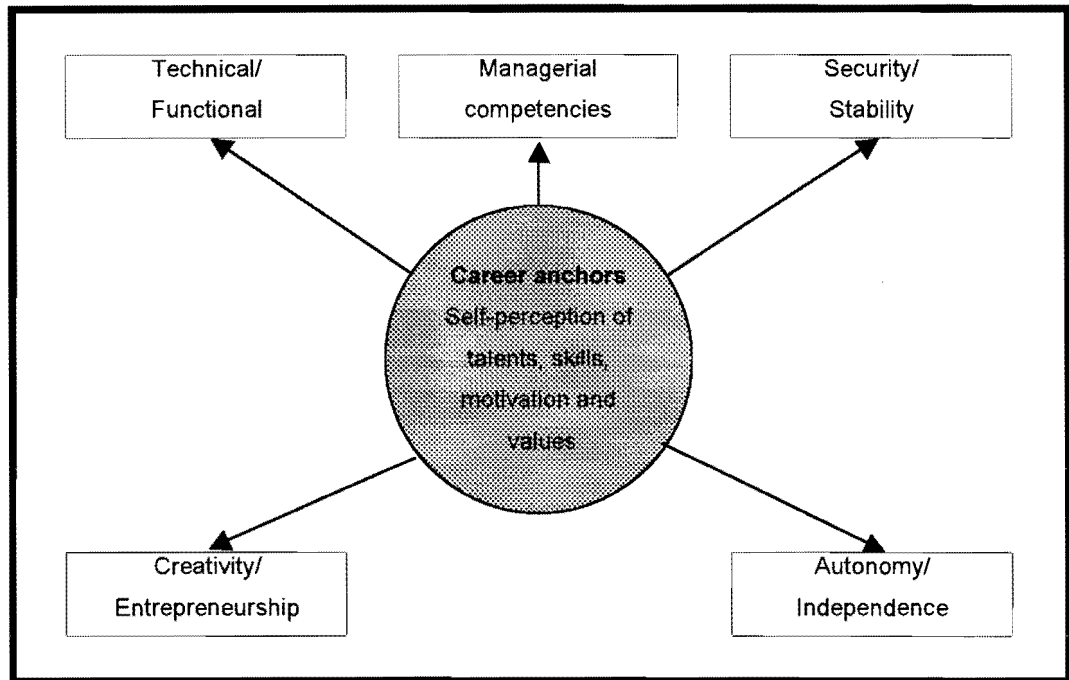 Technical/
Functional
Managerial
competencies
Security/
Stability
Career anchors
Self-perception of
talents, skills,
motivation and
values
Creativity/
Entrepreneurship
Autonomy/
Independence